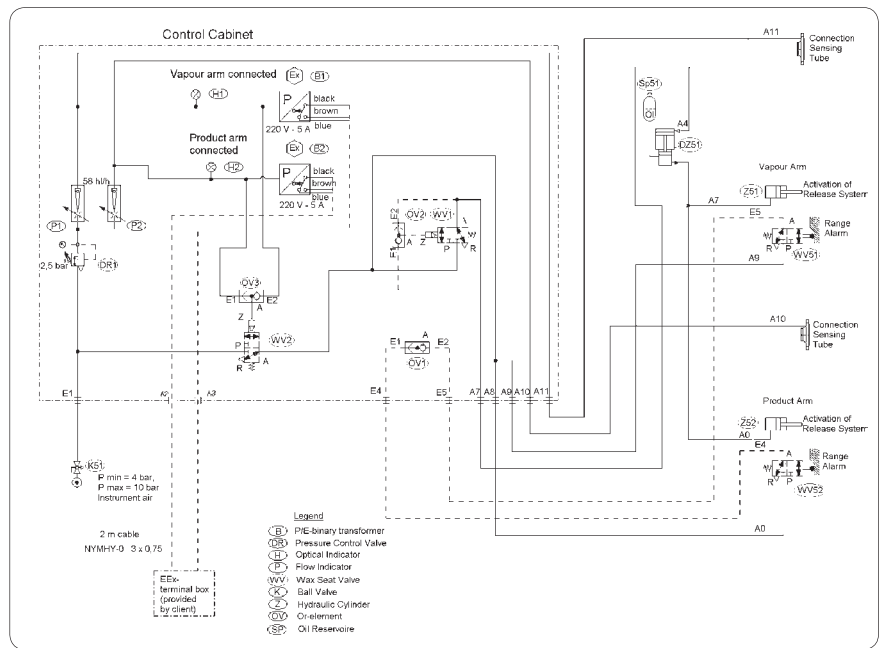 Control Cabinet
A11
Connection
Sensing
Tube
Vapour arm connected
Ex
B1
H1
P
black
brown
blue
220 V - 5 A
Product arm
connected
Ex
B2
H2
P
black
brown
blue
220 V - 5 A
Sp51
Öl
A4
DZ51
Vapour Arm
Z51
Activation of
Release System
A7
E5
A
Range
Alarm
R P
WV51
A9
56 hl/h
P1
P2
2,5 bar
DR1
OV2
WV1
E2
A
E1
Z
A
P
R
OV3
E1
E2
A
Z
P
WV2
R
A
A10
Connection
Sensing
Tube
E1
A
E2
OV1
E1
K2
K3
E4
E5
A7
A8
A9
A10
A11
Product Arm
Z52
Activation of
Release System
A0
E4
A
Range
Alarm
R P
WV52
K51
P min = 4 bar,
P max = 10 bar
Instrument air
A0
2 m cable
NYMHY-0 3 x 0,75
EEx-
terminal box
(provided
by client)
Legend
B P/E-binary transformer
DR Pressure Control Valve
H Optical Indicator
P Flow Indicator
WV Wax Seat Valve
K Ball Valve
Z Hydraulic Cylinder
OV Or-element
SP Oil Reservoire